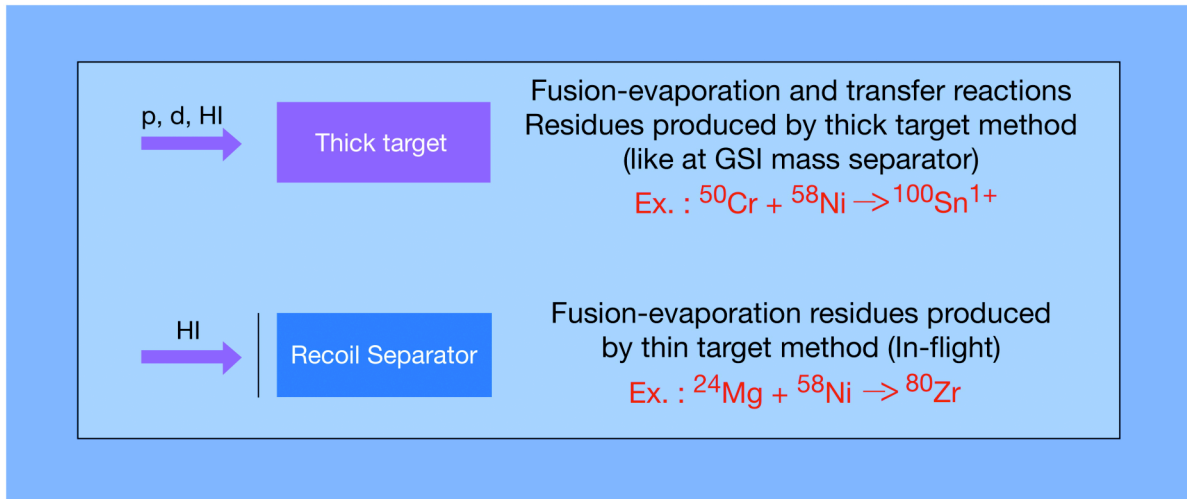 p, d, HI
Thick target
Fusion-evaporation and transfer reactions
Residues produced by thick target method
(like at GSI mass separator)
Ex. : ⁵⁰Cr + ⁵⁸Ni —> ¹⁰⁰Sn¹⁺
HI
Recoil Separator
Fusion-evaporation residues produced
by thin target method (In-flight)
Ex. : ²⁴Mg + ⁵⁸Ni —> ⁸⁰Zr